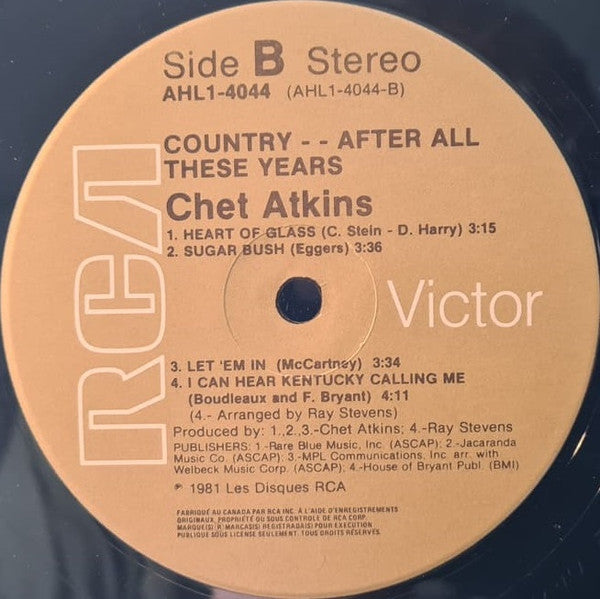 Side B Stereo
AHL1-4044 (AHL1-4044-B)
COUNTRY - - AFTER ALL
THESE YEARS
Chet Atkins
1. HEART OF GLASS (C. Stein - D. Harry) 3:15
2. SUGAR BUSH (Eggers) 3:36
RCA
Victor
3. LET 'EM IN (McCartney) 3:34
4. I CAN HEAR KENTUCKY CALLING ME
(Boudleaux and F. Bryant) 4:11
(4.- Arranged by Ray Stevens)
Produced by: 1.,2.,3.-Chet Atkins; 4.-Ray Stevens
PUBLISHERS: 1.-Rare Blue Music, Inc. (ASCAP); 2.-Jacaranda
Music Co. (ASCAP); 3.-MPL Communications, Inc. arr. with
Welbeck Music Corp. (ASCAP); 4.-House of Bryant Publ. (BMI)
℗ 1981 Les Disques RCA
FABRIQUÉ AU CANADA PAR RCA INC. À L'AIDE D'ENREGISTREMENTS
ORIGINAUX, PROPRIÉTÉ OU SOUS CONTROLE DE RCA CORP.
MARQUE(S) R. MARCA(S) REGISTRADA(S) POUR EXECUTION
PUBLIQUE SOUS LICENSE SEULEMENT. TOUS DROITS RÉSERVÉS.